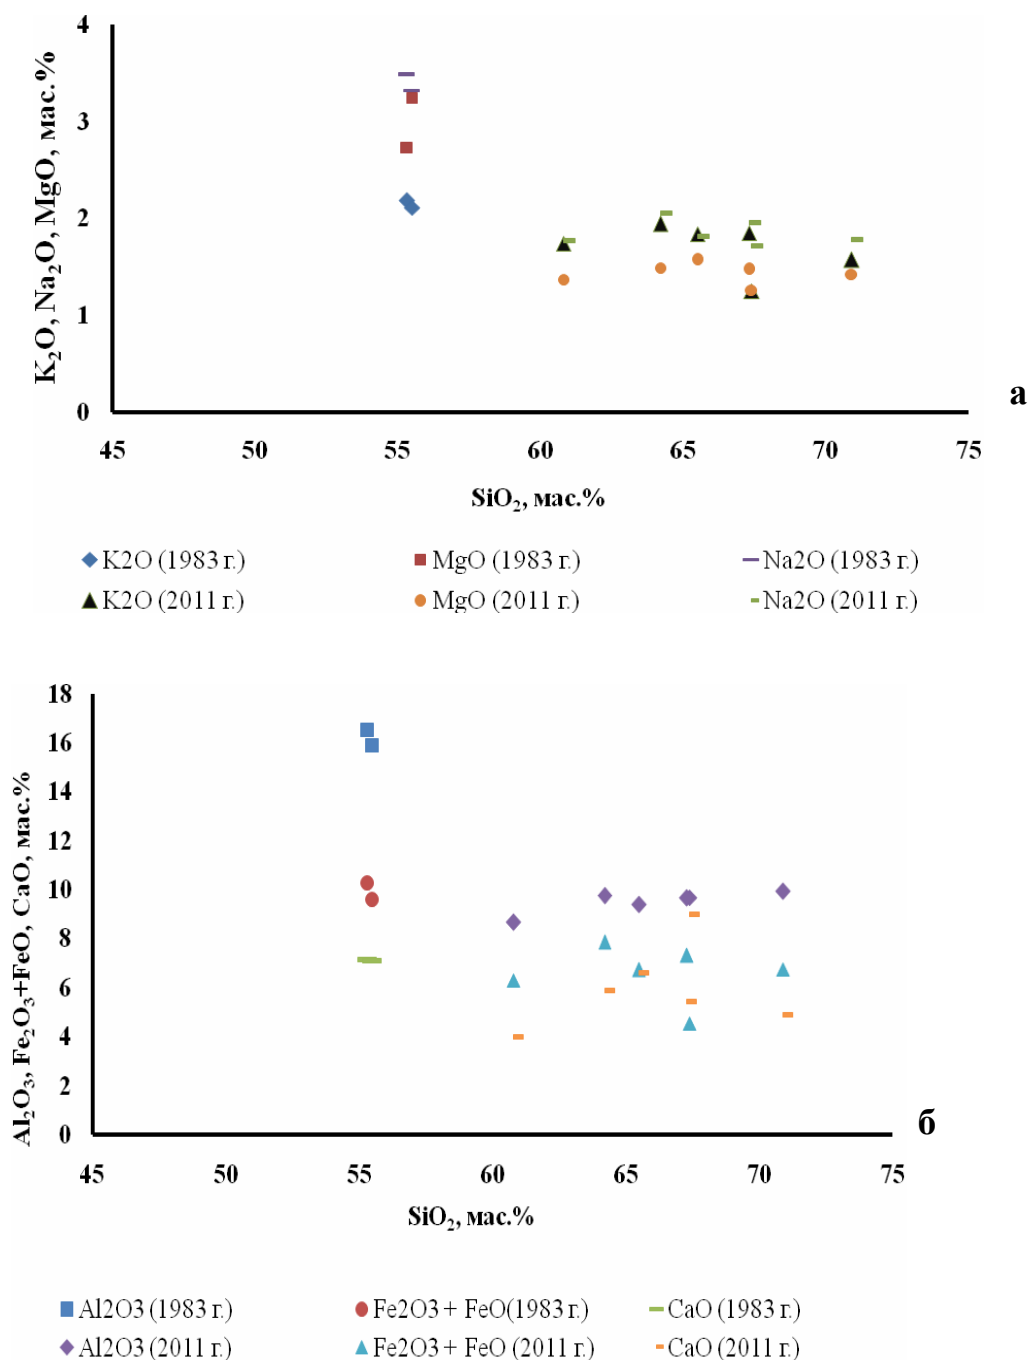 4
3
2
1
0
K₂O, Na₂O, MgO, мас.%
45 50 55 60 65 70 75
SiO₂, мас.%
а
K2O (1983 г.) MgO (1983 г.) Na2O (1983 г.)
K2O (2011 г.) MgO (2011 г.) Na2O (2011 г.)
18
16
14
12
10
8
6
4
2
0
Al₂O₃, Fe₂O₃+FeO, CaO, мас.%
45 50 55 60 65 70 75
SiO₂, мас.%
б
Al2O3 (1983 г.) Fe2O3 + FeO(1983 г.) CaO (1983 г.)
Al2O3 (2011 г.) Fe2O3 + FeO (2011 г.) CaO (2011 г.)